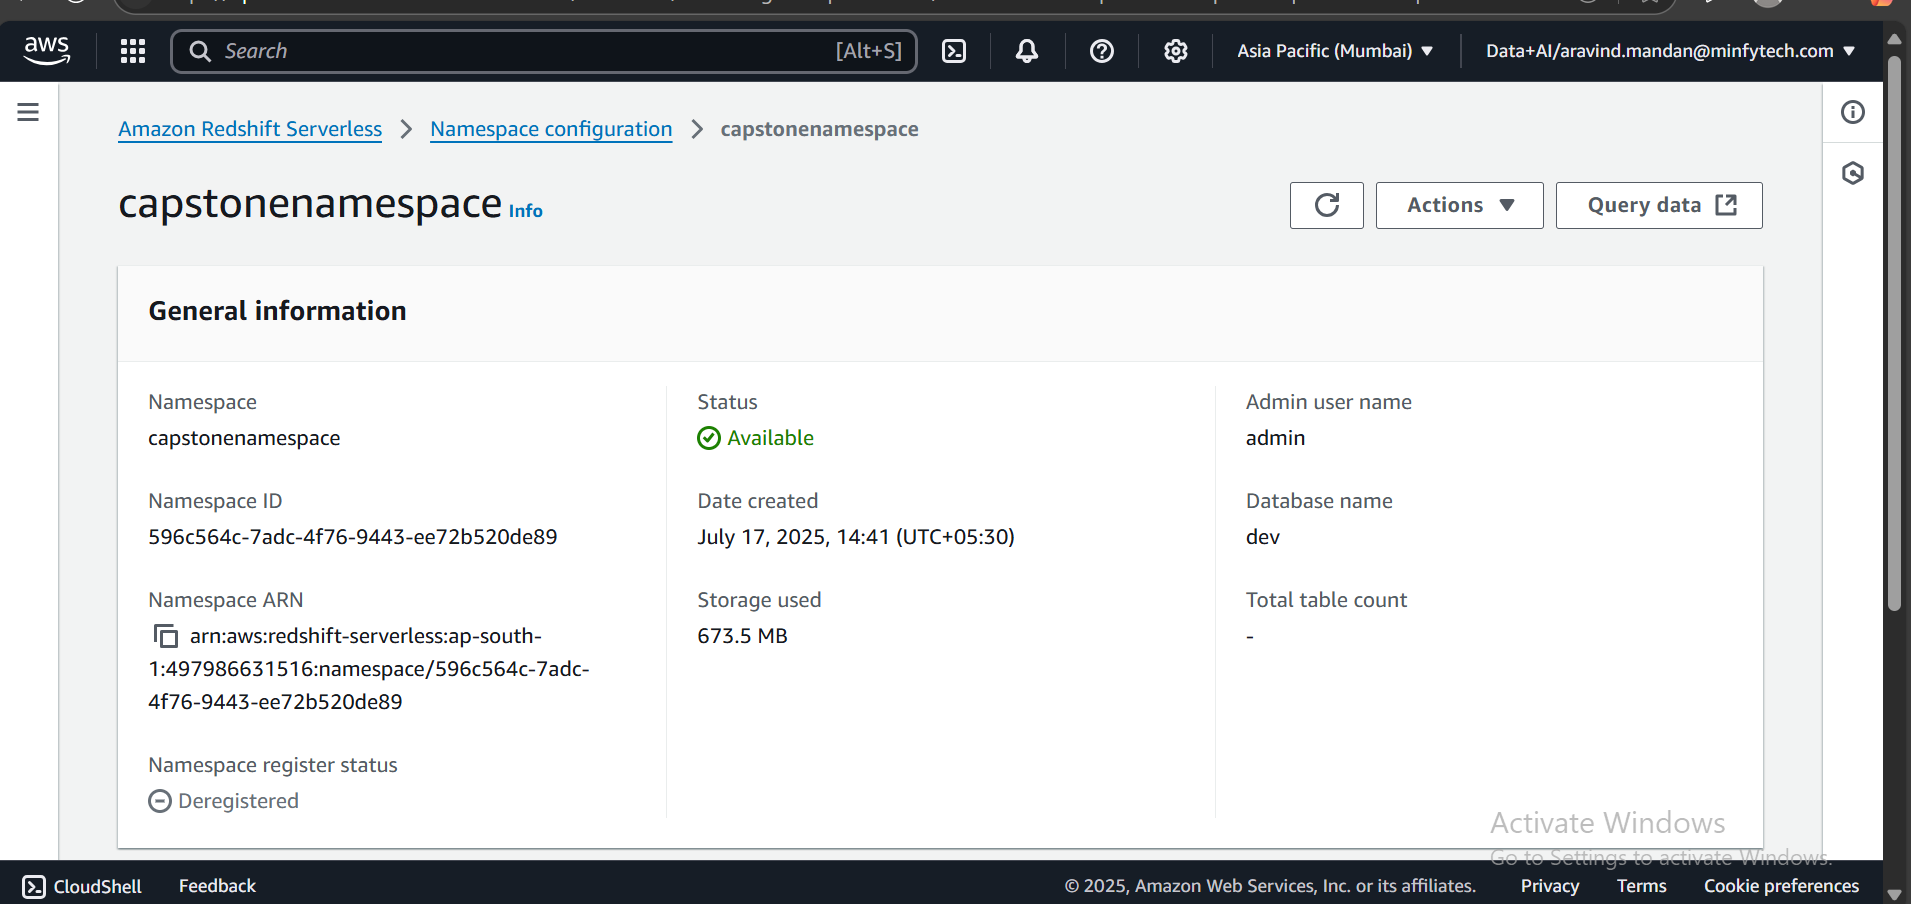 aws
Search [Alt+S]
Asia Pacific (Mumbai)
Data+AI/aravind.mandan@minfytech.com
Amazon Redshift Serverless > Namespace configuration > capstonenamespace
capstonenamespace Info
Actions
Query data
General information
Namespace
capstonenamespace
Namespace ID
596c564c-7adc-4f76-9443-ee72b520de89
Namespace ARN
arn:aws:redshift-serverless:ap-south-
1:497986631516:namespace/596c564c-7adc-
4f76-9443-ee72b520de89
Namespace register status
Deregistered
Status
Available
Date created
July 17, 2025, 14:41 (UTC+05:30)
Storage used
673.5 MB
Admin user name
admin
Database name
dev
Total table count
-
Activate Windows
Go to Settings to activate Windows.
CloudShell Feedback
© 2025, Amazon Web Services, Inc. or its affiliates. Privacy Terms Cookie preferences